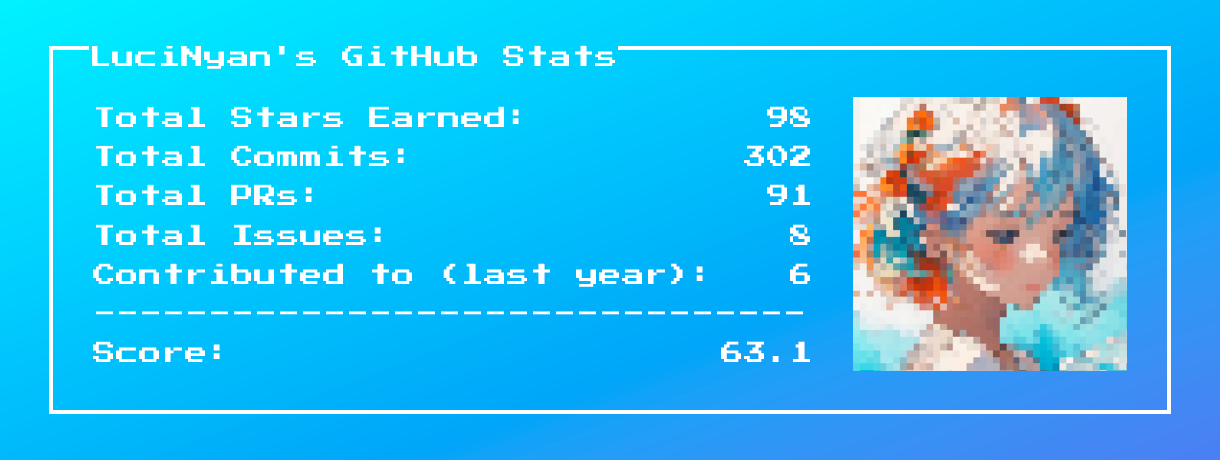 LuciNyan's GitHub Stats
Total Stars Earned: 98
Total Commits: 302
Total PRs: 91
Total Issues: 8
Contributed to (last year): 6
-------------------------------
Score: 63.1